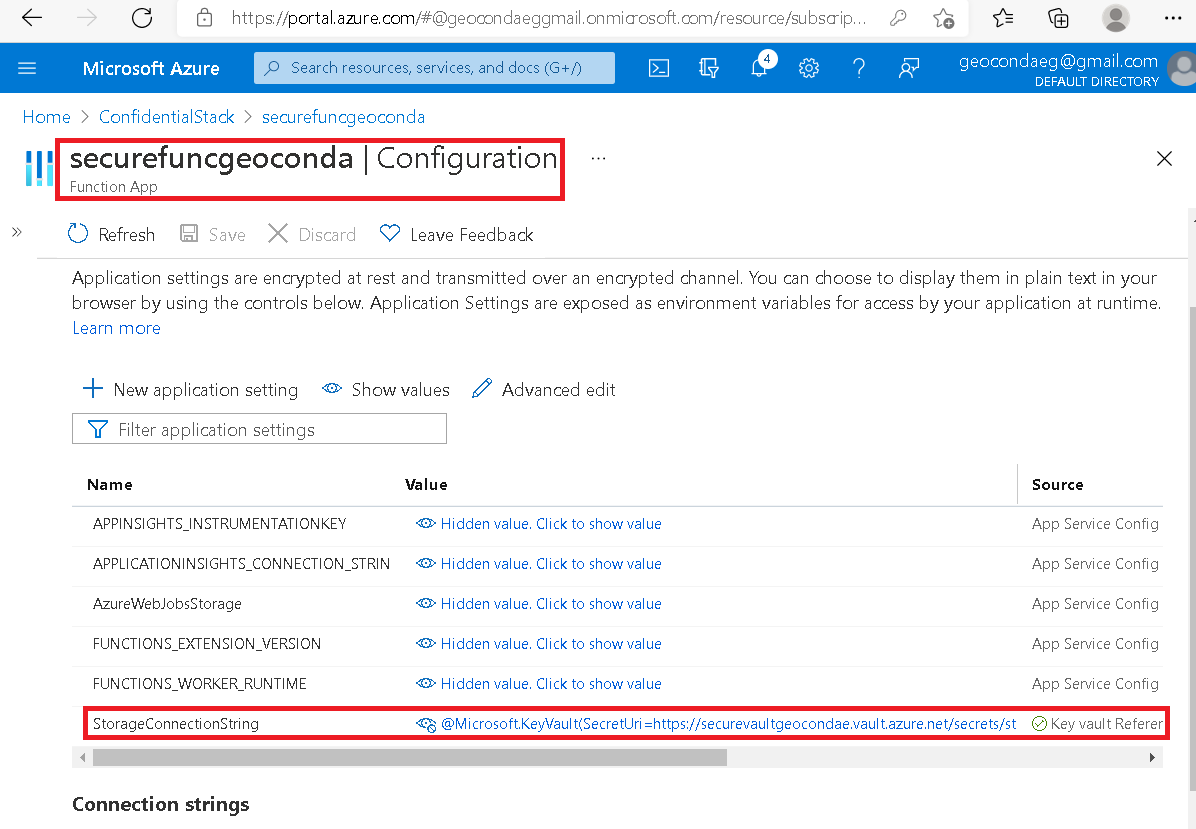 https://portal.azure.com/#@geocondaeggmail.onmicrosoft.com/resource/subscrip...
Microsoft Azure
Search resources, services, and docs (G+/)
4
geocondaeg@gmail.com
DEFAULT DIRECTORY
Home > ConfidentialStack > securefuncgeoconda
securefuncgeoconda | Configuration
...
Function App
Refresh
Save
Discard
Leave Feedback
Application settings are encrypted at rest and transmitted over an encrypted channel. You can choose to display them in plain text in your
browser by using the controls below. Application Settings are exposed as environment variables for access by your application at runtime.
Learn more
New application setting
Show values
Advanced edit
Filter application settings
Name Value Source
APPINSIGHTS_INSTRUMENTATIONKEY Hidden value. Click to show value App Service Config
APPLICATIONINSIGHTS_CONNECTION_STRIN Hidden value. Click to show value App Service Config
AzureWebJobsStorage Hidden value. Click to show value App Service Config
FUNCTIONS_EXTENSION_VERSION Hidden value. Click to show value App Service Config
FUNCTIONS_WORKER_RUNTIME Hidden value. Click to show value App Service Config
StorageConnectionString @Microsoft.KeyVault(SecretUri=https://securevaultgeocondae.vault.azure.net/secrets/st Key vault Referer
Connection strings